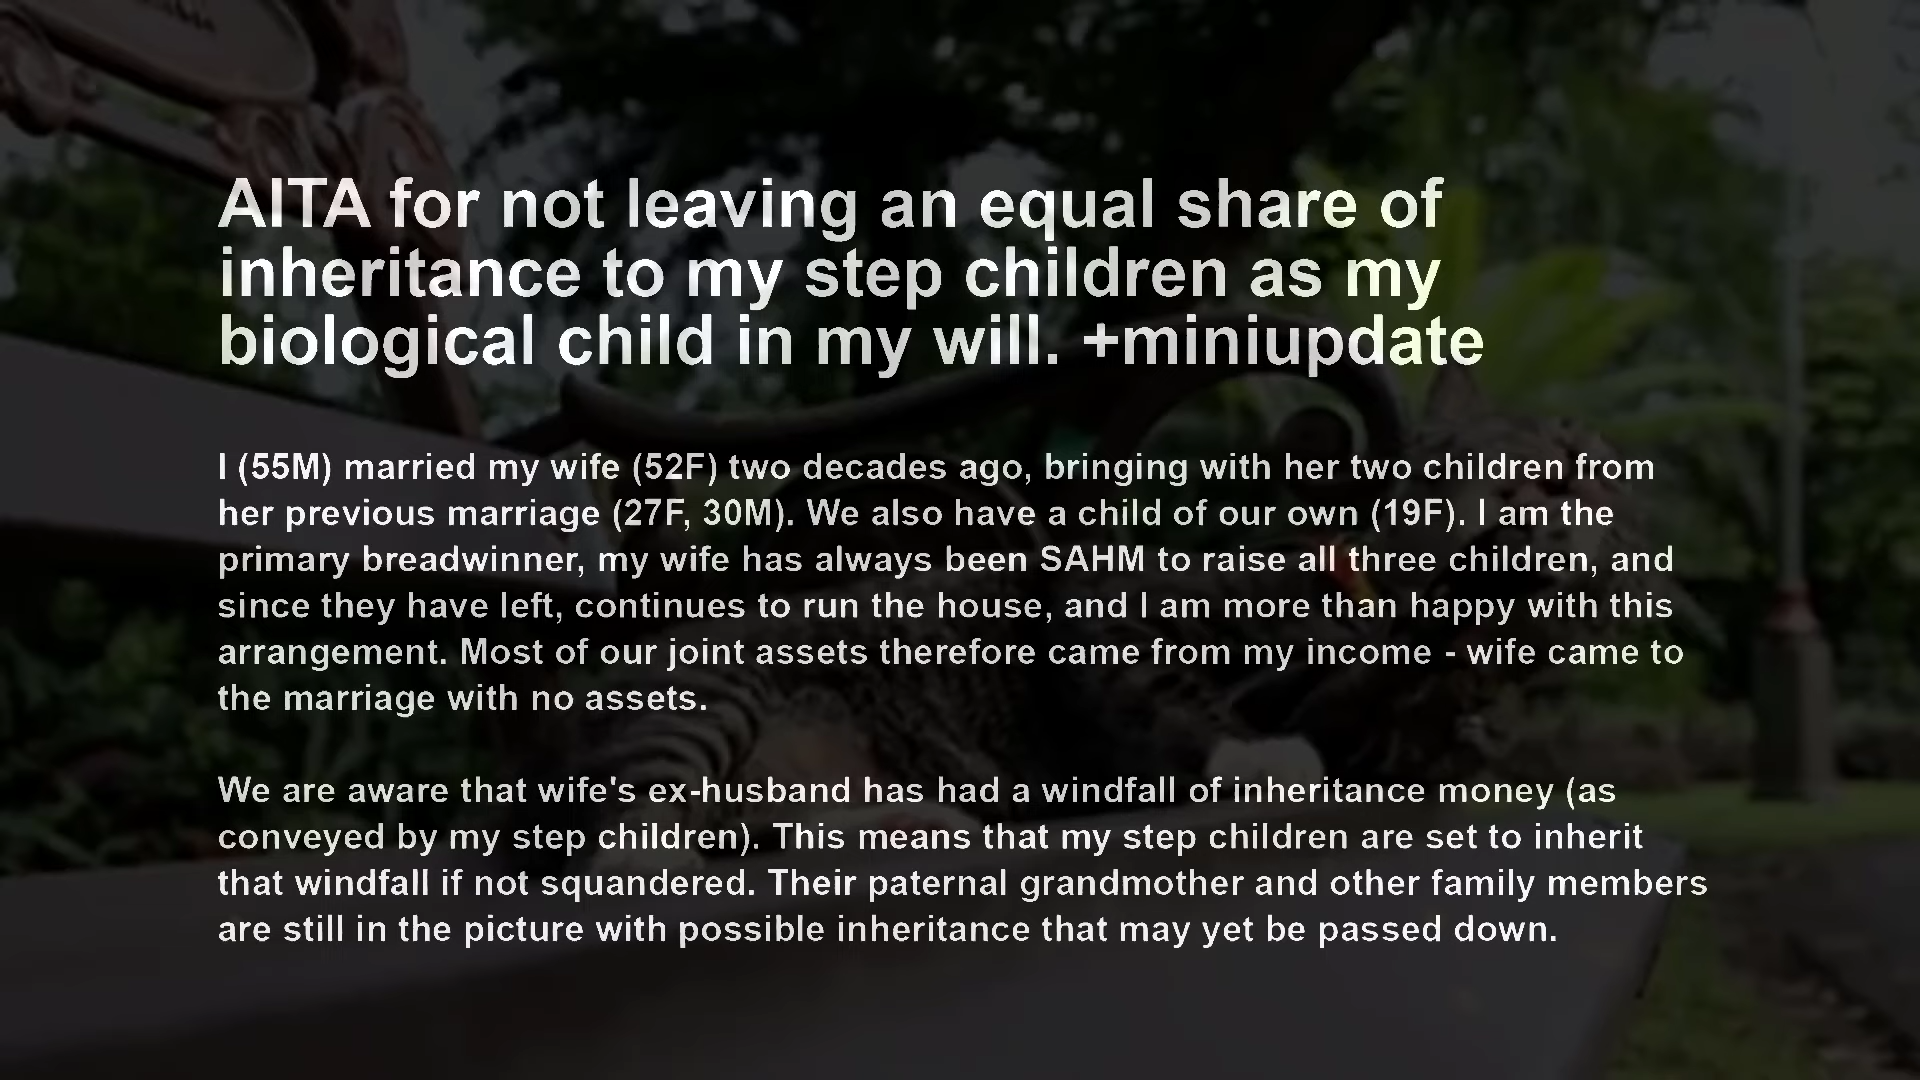 AITA for not leaving an equal share of
inheritance to my step children as my
biological child in my will. +miniupdate
I (55M) married my wife (52F) two decades ago, bringing with her two children from
her previous marriage (27F, 30M). We also have a child of our own (19F). I am the
primary breadwinner, my wife has always been SAHM to raise all three children, and
since they have left, continues to run the house, and I am more than happy with this
arrangement. Most of our joint assets therefore came from my income - wife came to
the marriage with no assets.
We are aware that wife's ex-husband has had a windfall of inheritance money (as
conveyed by my step children). This means that my step children are set to inherit
that windfall if not squandered. Their paternal grandmother and other family members
are still in the picture with possible inheritance that may yet be passed down.